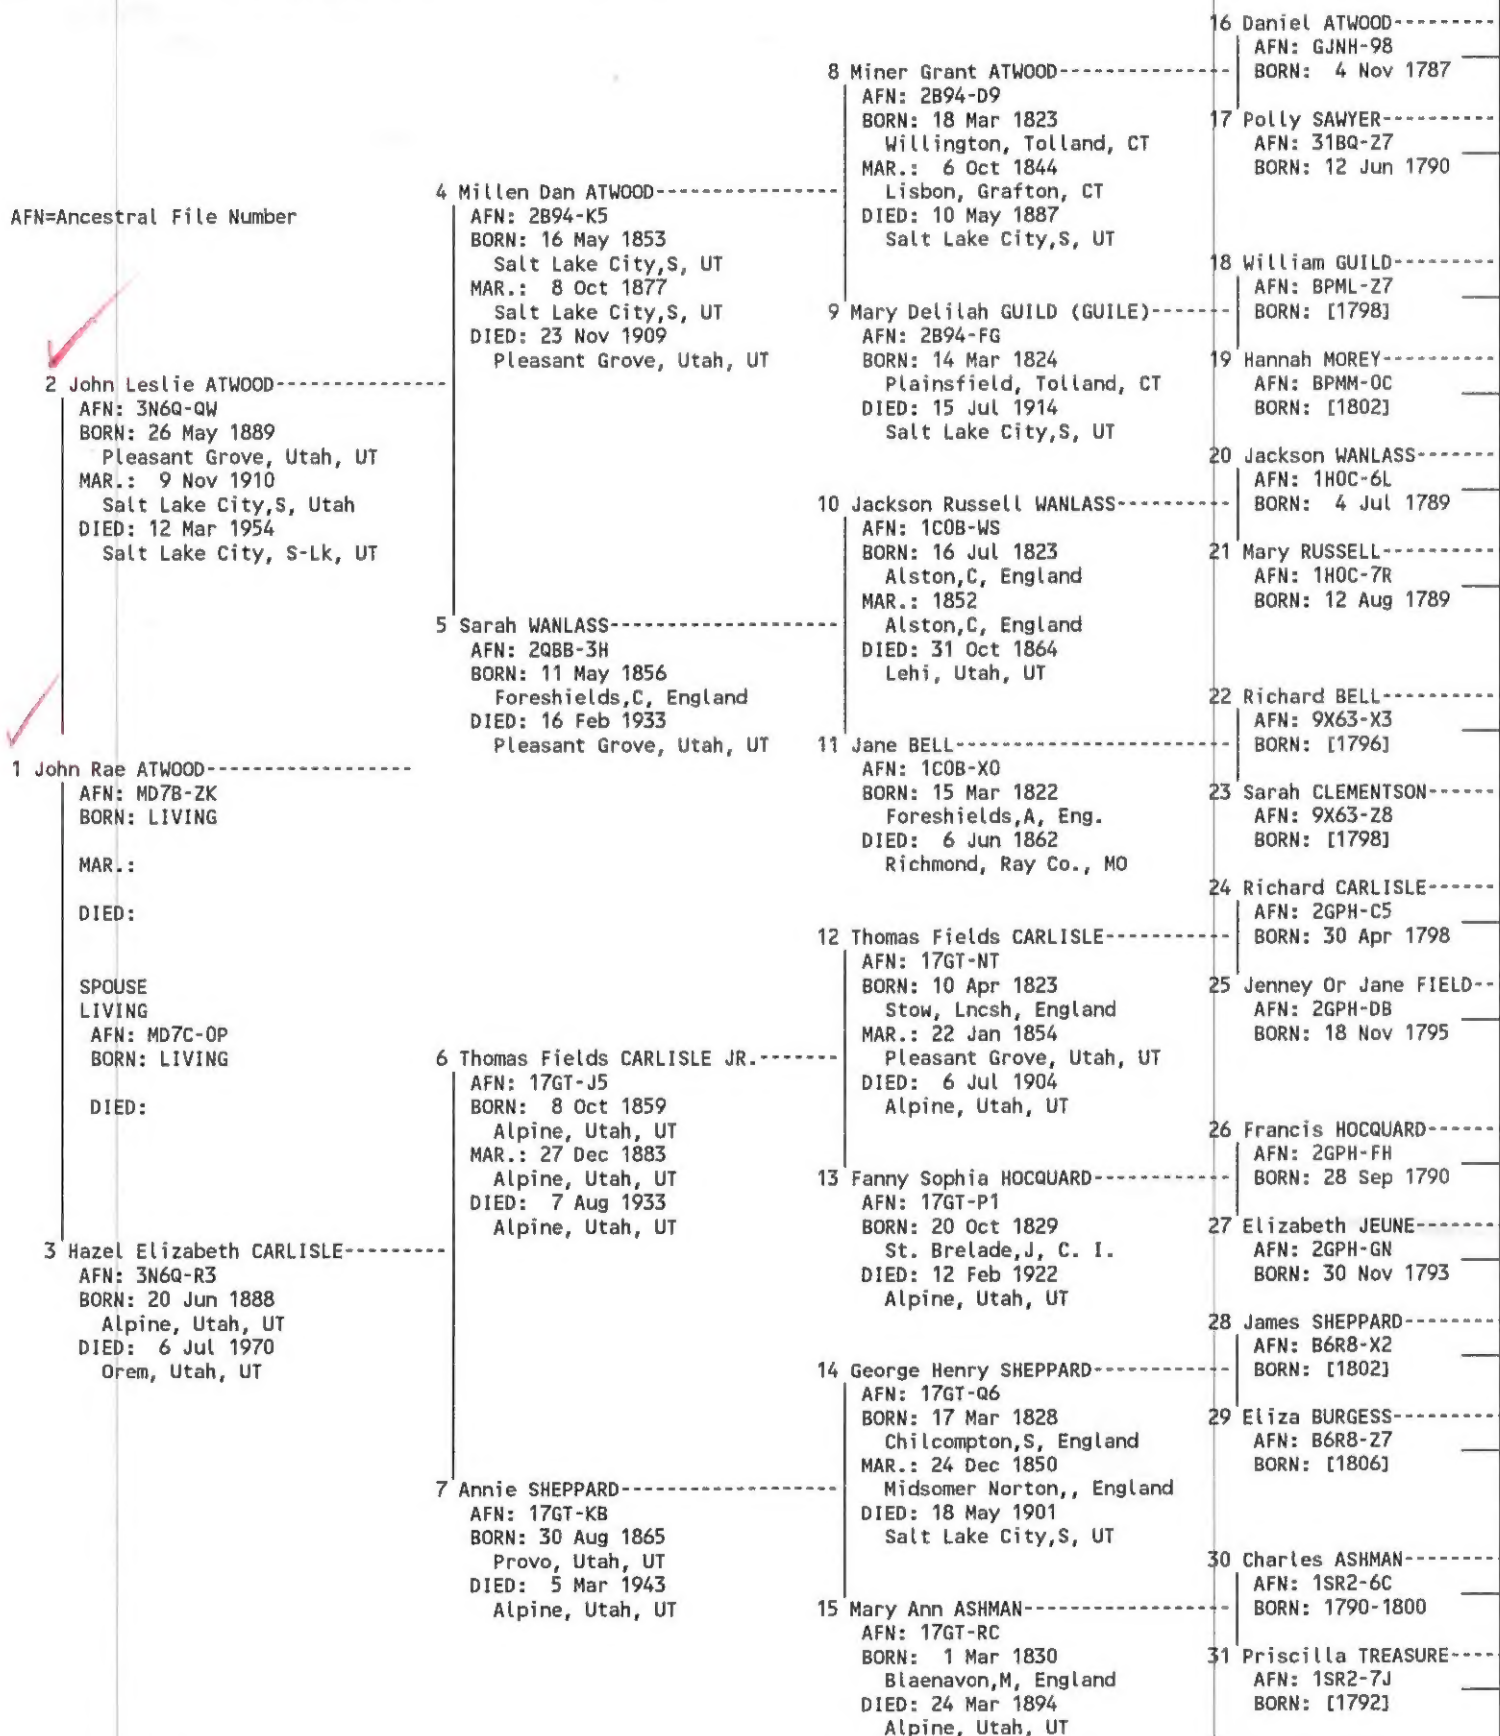 AFN=Ancestral File Number
1 John Rae ATWOOD-----------------
AFN: MD7B-ZK
BORN: LIVING
MAR.:
DIED:
SPOUSE
LIVING
AFN: MD7C-0P
BORN: LIVING
DIED:
2 John Leslie ATWOOD--------------
AFN: 3N6Q-QW
BORN: 26 May 1889
Pleasant Grove, Utah, UT
MAR.:  9 Nov 1910
Salt Lake City,S, Utah
DIED: 12 Mar 1954
Salt Lake City, S-Lk, UT
3 Hazel Elizabeth CARLISLE--------
AFN: 3N6Q-R3
BORN: 20 Jun 1888
Alpine, Utah, UT
DIED:  6 Jul 1970
Orem, Utah, UT
4 Millen Dan ATWOOD---------------
AFN: 2B94-K5
BORN: 16 May 1853
Salt Lake City,S, UT
MAR.:  8 Oct 1877
Salt Lake City,S, UT
DIED: 23 Nov 1909
Pleasant Grove, Utah, UT
5 Sarah WANLASS-------------------
AFN: 2QBB-3H
BORN: 11 May 1856
Foreshields,C, England
DIED: 16 Feb 1933
Pleasant Grove, Utah, UT
6 Thomas Fields CARLISLE JR.-------
AFN: 17GT-J5
BORN:  8 Oct 1859
Alpine, Utah, UT
MAR.: 27 Dec 1883
Alpine, Utah, UT
DIED:  7 Aug 1933
Alpine, Utah, UT
7 Annie SHEPPARD------------------
AFN: 17GT-KB
BORN: 30 Aug 1865
Provo, Utah, UT
DIED:  5 Mar 1943
Alpine, Utah, UT
8 Miner Grant ATWOOD--------------
AFN: 2B94-D9
BORN: 18 Mar 1823
Willington, Tolland, CT
MAR.:  6 Oct 1844
Lisbon, Grafton, CT
DIED: 10 May 1887
Salt Lake City,S, UT
9 Mary Delilah GUILD (GUILE)------
AFN: 2B94-FG
BORN: 14 Mar 1824
Plainsfield, Tolland, CT
DIED: 15 Jul 1914
Salt Lake City,S, UT
10 Jackson Russell WANLASS---------
AFN: 1C0B-WS
BORN: 16 Jul 1823
Alston,C, England
MAR.: 1852
Alston,C, England
DIED: 31 Oct 1864
Lehi, Utah, UT
11 Jane BELL-----------------------
AFN: 1C0B-X0
BORN: 15 Mar 1822
Foreshields,A, Eng.
DIED:  6 Jun 1862
Richmond, Ray Co., MO
12 Thomas Fields CARLISLE----------
AFN: 17GT-NT
BORN: 10 Apr 1823
Stow, Lncsh, England
MAR.: 22 Jan 1854
Pleasant Grove, Utah, UT
DIED:  6 Jul 1904
Alpine, Utah, UT
13 Fanny Sophia HOCQUARD-----------
AFN: 17GT-P1
BORN: 20 Oct 1829
St. Brelade,J, C. I.
DIED: 12 Feb 1922
Alpine, Utah, UT
14 George Henry SHEPPARD-----------
AFN: 17GT-Q6
BORN: 17 Mar 1828
Chilcompton,S, England
MAR.: 24 Dec 1850
Midsomer Norton,, England
DIED: 18 May 1901
Salt Lake City,S, UT
15 Mary Ann ASHMAN-----------------
AFN: 17GT-RC
BORN:  1 Mar 1830
Blaenavon,M, England
DIED: 24 Mar 1894
Alpine, Utah, UT
16 Daniel ATWOOD---------
AFN: GJNH-98
BORN:  4 Nov 1787
17 Polly SAWYER----------
AFN: 31BQ-Z7
BORN: 12 Jun 1790
18 William GUILD---------
AFN: BPML-Z7
BORN: [1798]
19 Hannah MOREY----------
AFN: BPMM-0C
BORN: [1802]
20 Jackson WANLASS-------
AFN: 1H0C-6L
BORN:  4 Jul 1789
21 Mary RUSSELL----------
AFN: 1H0C-7R
BORN: 12 Aug 1789
22 Richard BELL----------
AFN: 9X63-X3
BORN: [1796]
23 Sarah CLEMENTSON------
AFN: 9X63-Z8
BORN: [1798]
24 Richard CARLISLE------
AFN: 2GPH-C5
BORN: 30 Apr 1798
25 Jenney Or Jane FIELD--
AFN: 2GPH-DB
BORN: 18 Nov 1795
26 Francis HOCQUARD------
AFN: 2GPH-FH
BORN: 28 Sep 1790
27 Elizabeth JEUNE-------
AFN: 2GPH-GN
BORN: 30 Nov 1793
28 James SHEPPARD--------
AFN: B6R8-X2
BORN: [1802]
29 Eliza BURGESS---------
AFN: B6R8-Z7
BORN: [1806]
30 Charles ASHMAN--------
AFN: 1SR2-6C
BORN: 1790-1800
31 Priscilla TREASURE----
AFN: 1SR2-7J
BORN: [1792]